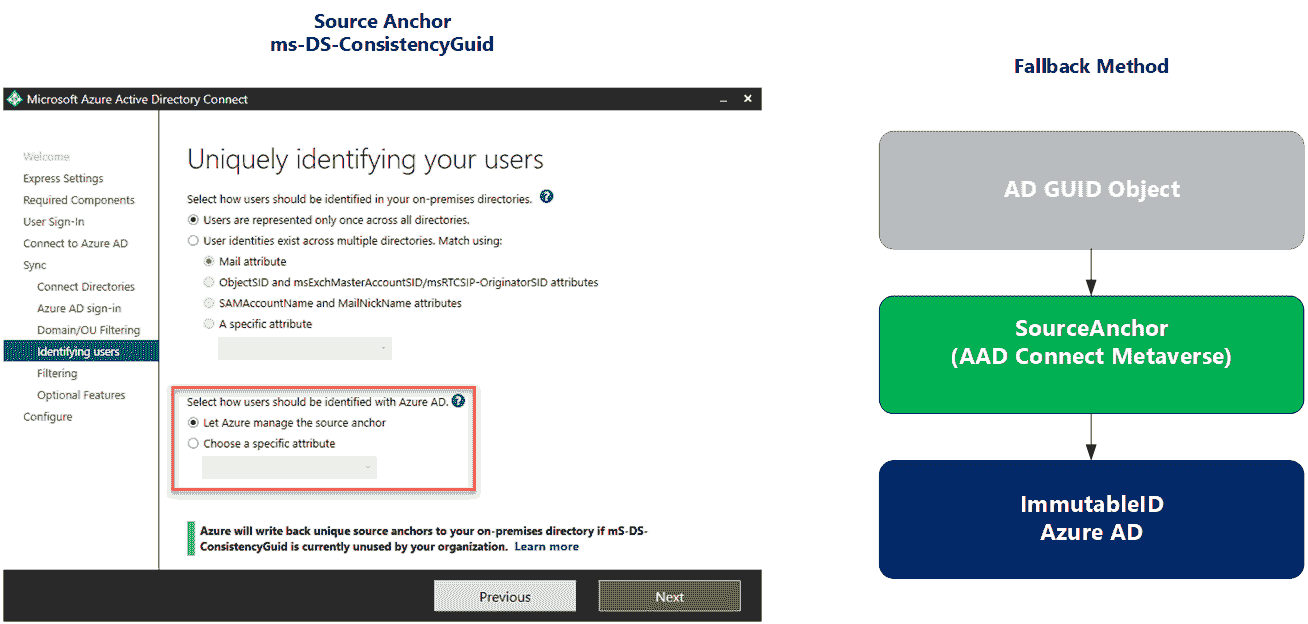 Source Anchor
ms-DS-ConsistencyGuid
Microsoft Azure Active Directory Connect
Welcome
Express Settings
Required Components
User Sign-In
Connect to Azure AD
Sync
Connect Directories
Azure AD sign-in
Domain/OU Filtering
Identifying users
Filtering
Optional Features
Configure
Uniquely identifying your users
Select how users should be identified in your on-premises directories. ?
Users are represented only once across all directories.
User identities exist across multiple directories. Match using:
Mail attribute
ObjectSID and msExchMasterAccountSID/msRTCSIP-OriginatorSID attributes
SAMAccountName and MailNickName attributes
A specific attribute
Select how users should be identified with Azure AD. ?
Let Azure manage the source anchor
Choose a specific attribute
Azure will write back unique source anchors to your on-premises directory if mS-DS-
ConsistencyGuid is currently unused by your organization. Learn more
Previous
Next
Fallback Method
AD GUID Object
SourceAnchor
(AAD Connect Metaverse)
ImmutableID
Azure AD